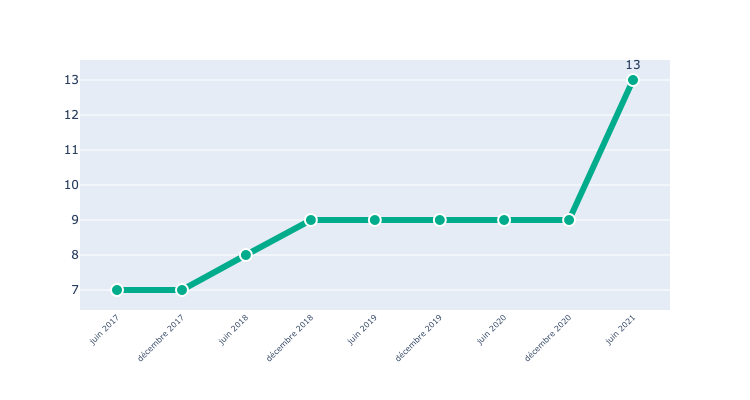 13
13
12
11
10
9
8
7
juin 2017
décembre 2017
juin 2018
décembre 2018
juin 2019
décembre 2019
juin 2020
décembre 2020
juin 2021